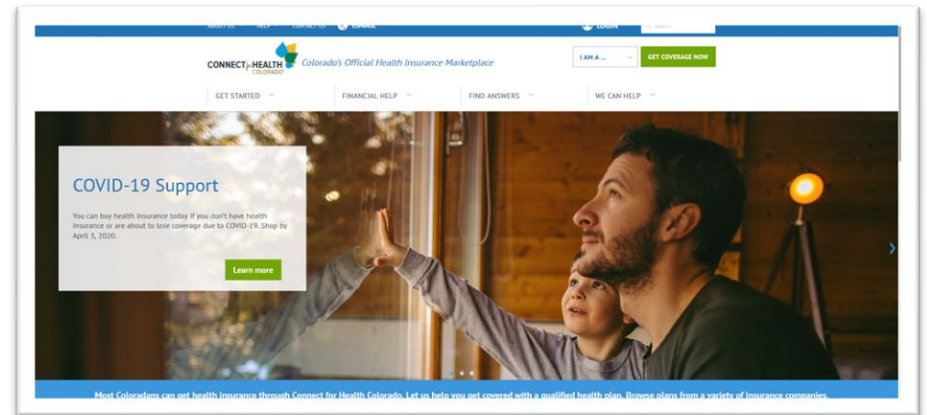 ABOUT US HELP CONTACT US ESPAÑOL LOGIN
CONNECT for HEALTH
COLORADO
Colorado's Official Health Insurance Marketplace
I AM A ...
GET COVERAGE NOW
GET STARTED FINANCIAL HELP FIND ANSWERS WE CAN HELP
COVID-19 Support
You can buy health insurance today if you don't have health
insurance or are about to lose coverage due to COVID-19. Shop by
April 3, 2020.
Learn more
Most Coloradans can get health insurance through Connect for Health Colorado. Let us help you get covered with a qualified health plan. Browse plans from a variety of insurance companies,